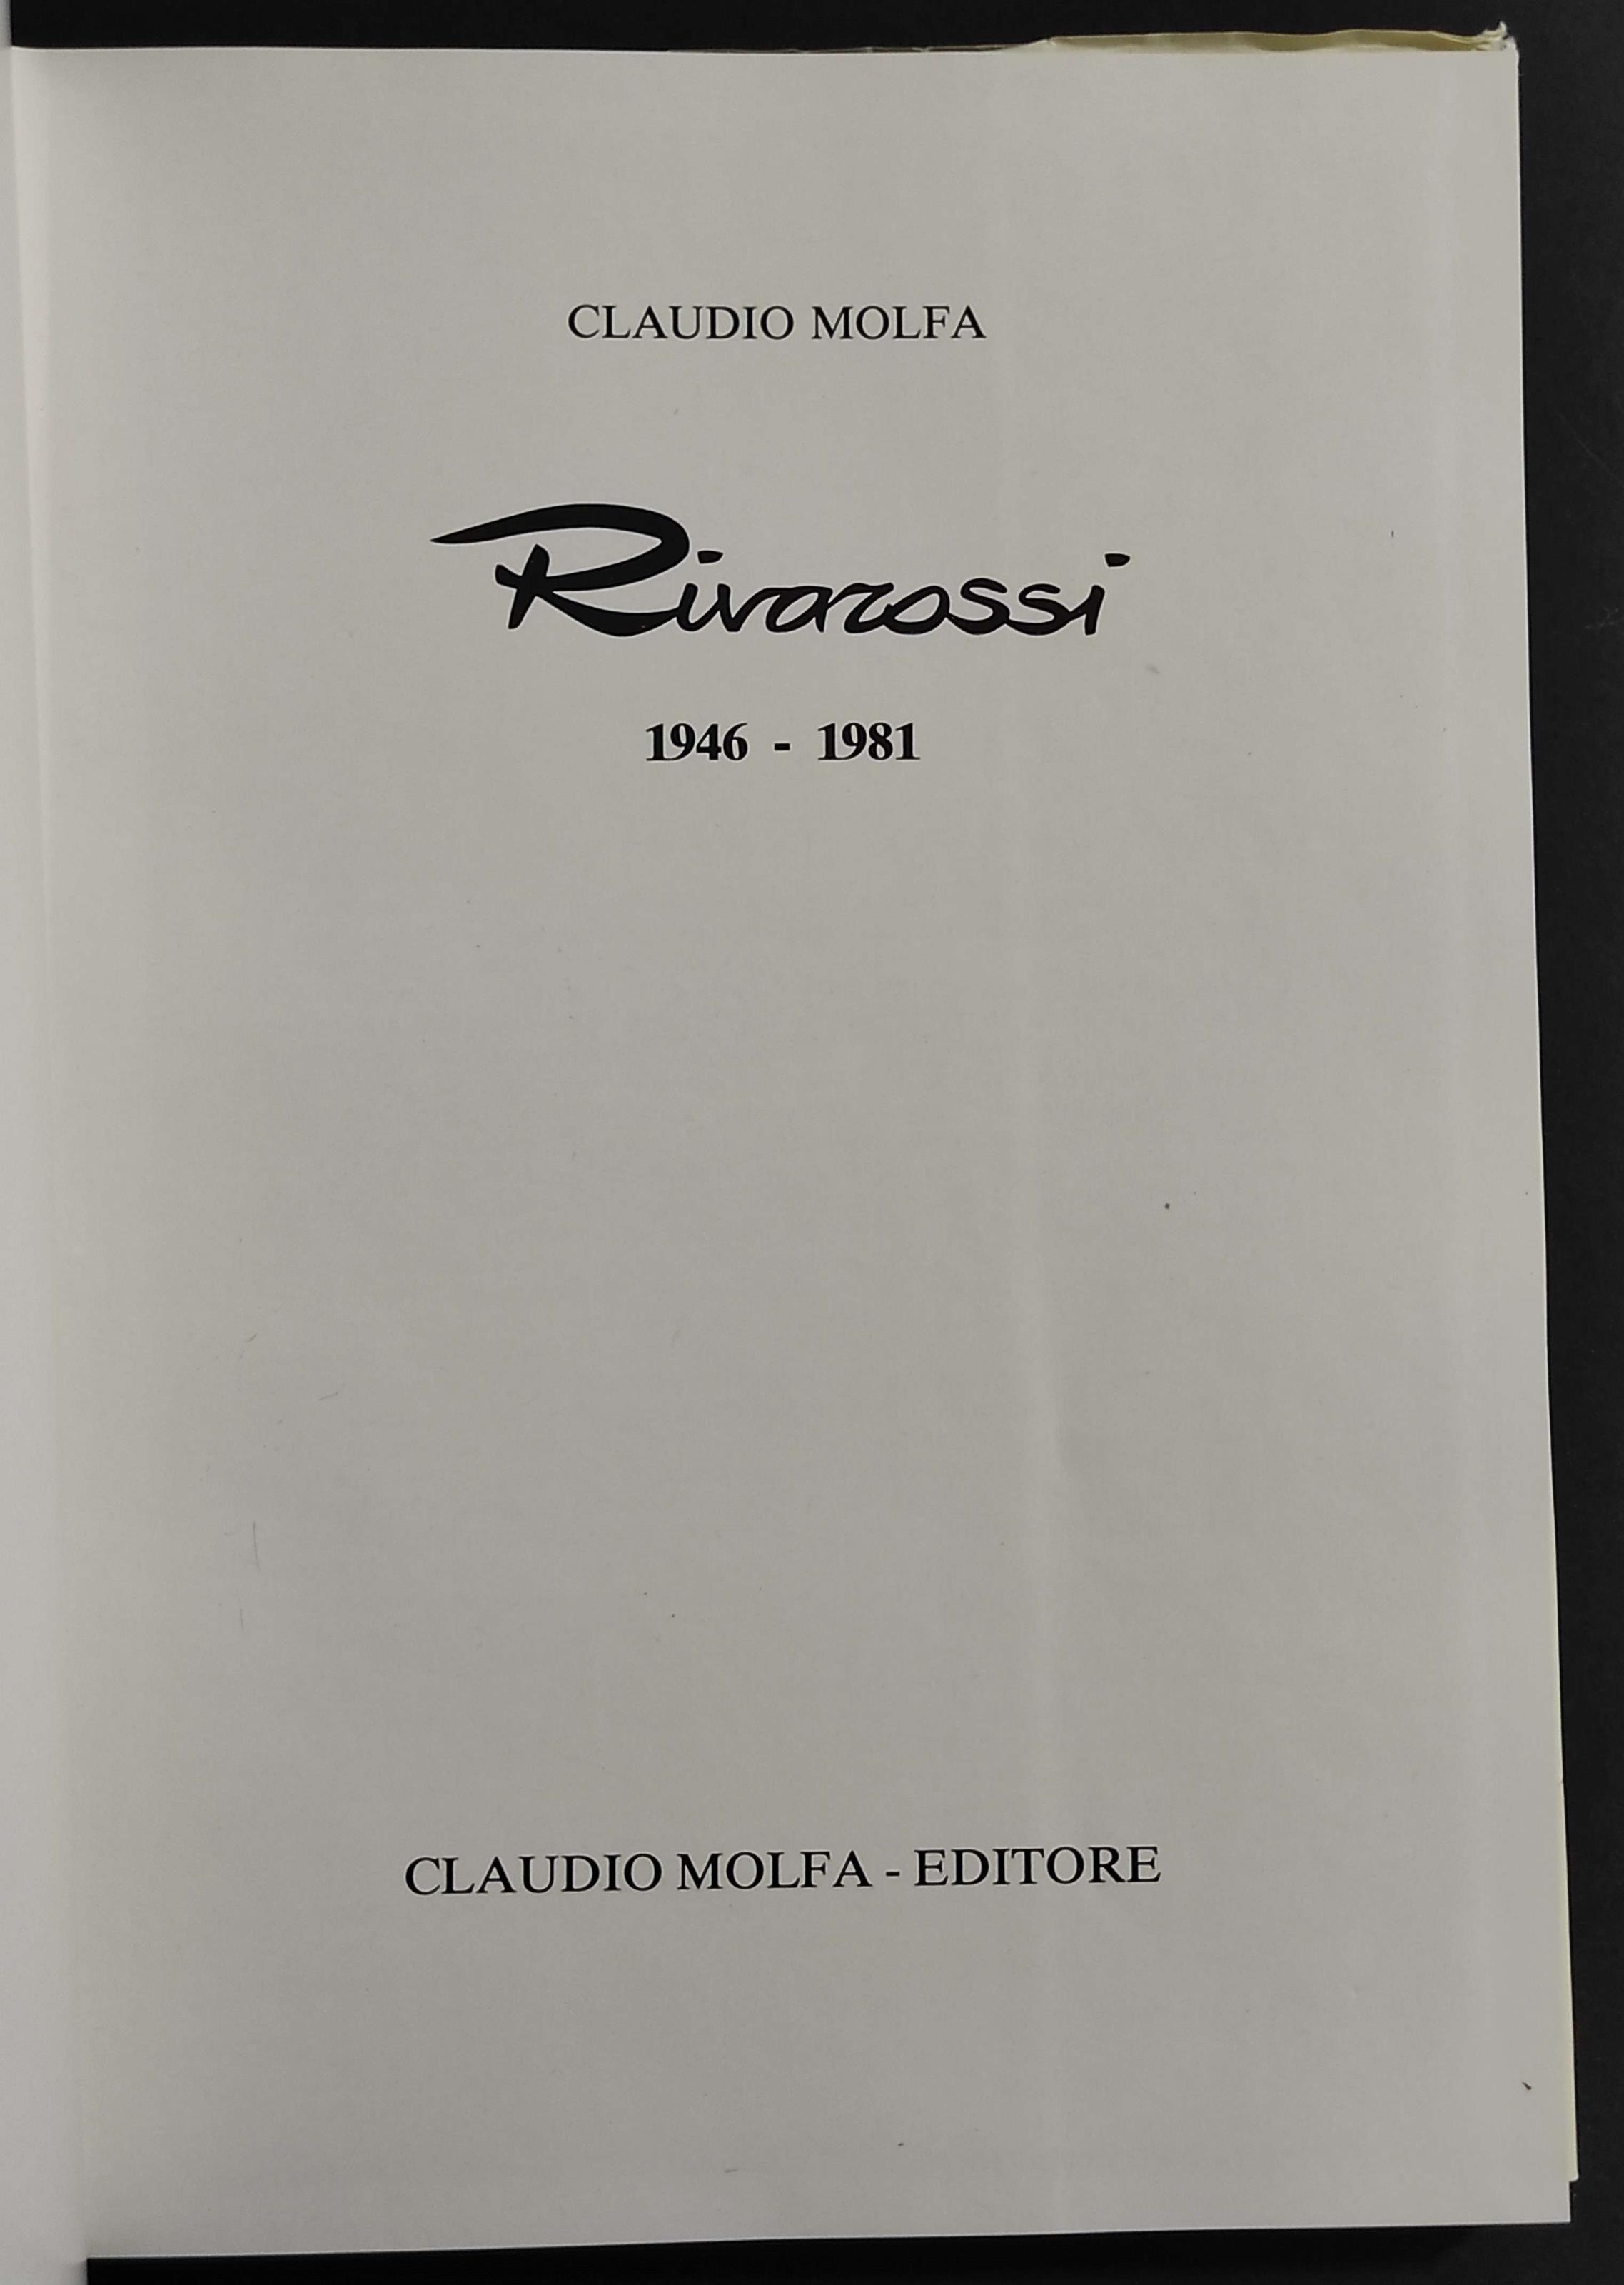 CLAUDIO MOLFA
Rivarossi
1946 - 1981
CLAUDIO MOLFA - EDITORE